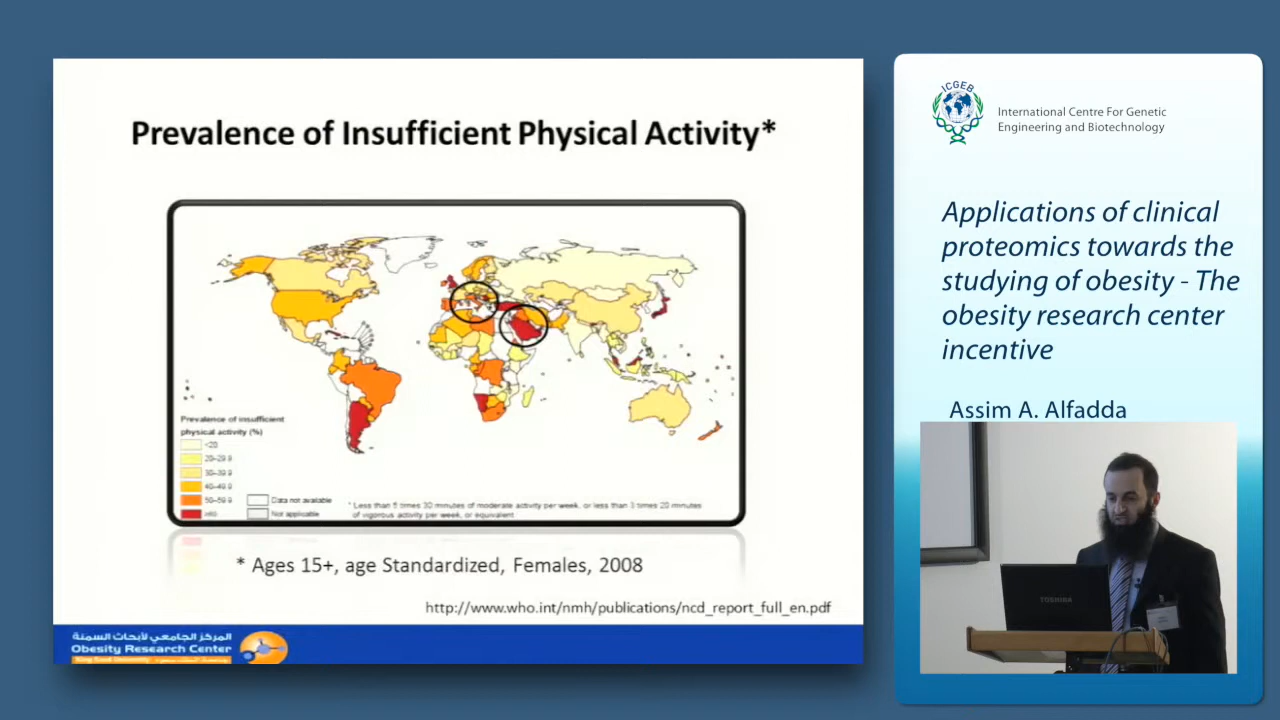 Prevalence of Insufficient Physical Activity*
Prevalence of insufficient
physical activity (%)
<20
20–29.9
30–39.9
40–49.9
50–59.9
≥60
Data not available
Not applicable
* Less than 5 times 30 minutes of moderate activity per week, or less than 3 times 20 minutes
of vigorous activity per week, or equivalent
* Ages 15+, age Standardized, Females, 2008
http://www.who.int/nmh/publications/ncd_report_full_en.pdf
المركز الجامعي لأبحاث السمنة
Obesity Research Center
King Saud University
ICGEB
International Centre For Genetic
Engineering and Biotechnology
Applications of clinical
proteomics towards the
studying of obesity - The
obesity research center
incentive
Assim A. Alfadda
TOSHIBA